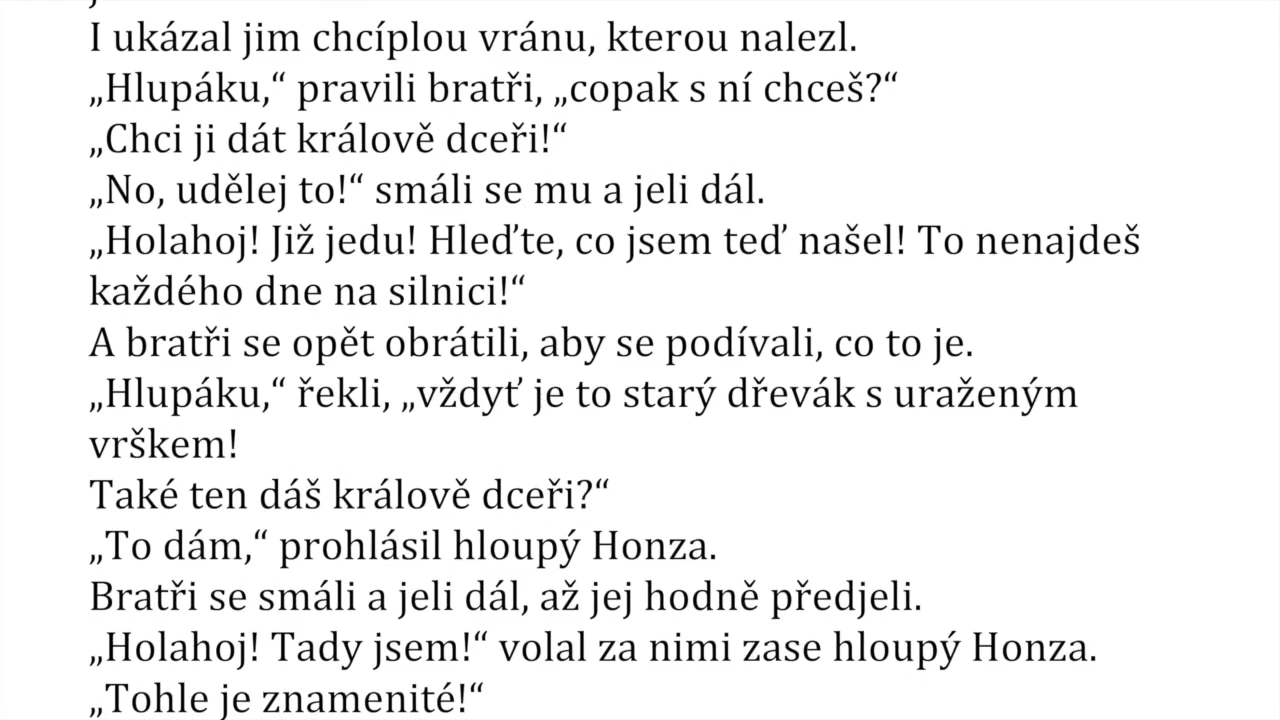 I ukázal jim chcíplou vránu, kterou nalezl.
„Hlupáku,“ pravili bratři, „copak s ní chceš?“
„Chci ji dát králově dceři!“
„No, udělej to!“ smáli se mu a jeli dál.
„Holahoj! Již jedu! Hleďte, co jsem teď našel! To nenajdeš
každého dne na silnici!“
A bratři se opět obrátili, aby se podívali, co to je.
„Hlupáku,“ řekli, „vždyť je to starý dřevák s uraženým
vrškem!
Také ten dáš králově dceři?“
„To dám,“ prohlásil hloupý Honza.
Bratři se smáli a jeli dál, až jej hodně předjeli.
„Holahoj! Tady jsem!“ volal za nimi zase hloupý Honza.
„Tohle je znamenité!“